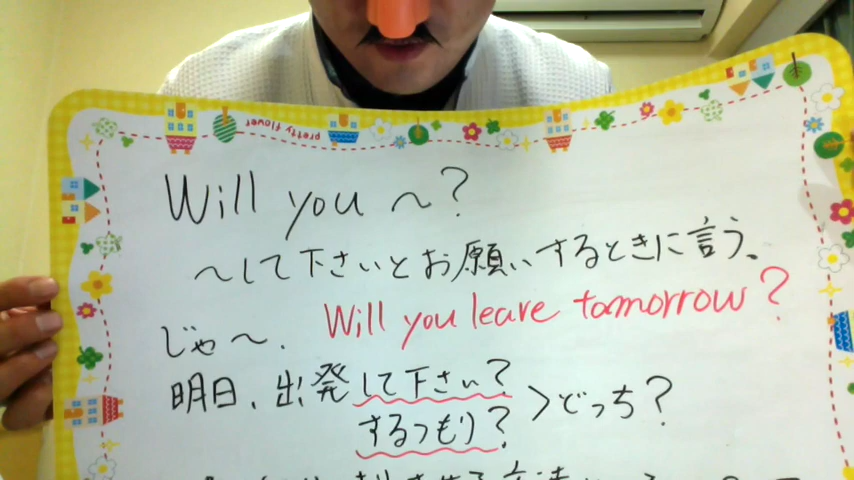 pretty flower
Will you ～?
～して下さいとお願いするときに言う。
じゃ～. Will you leave tomorrow?
明日、出発して下さい?
するつもり? >どっち?